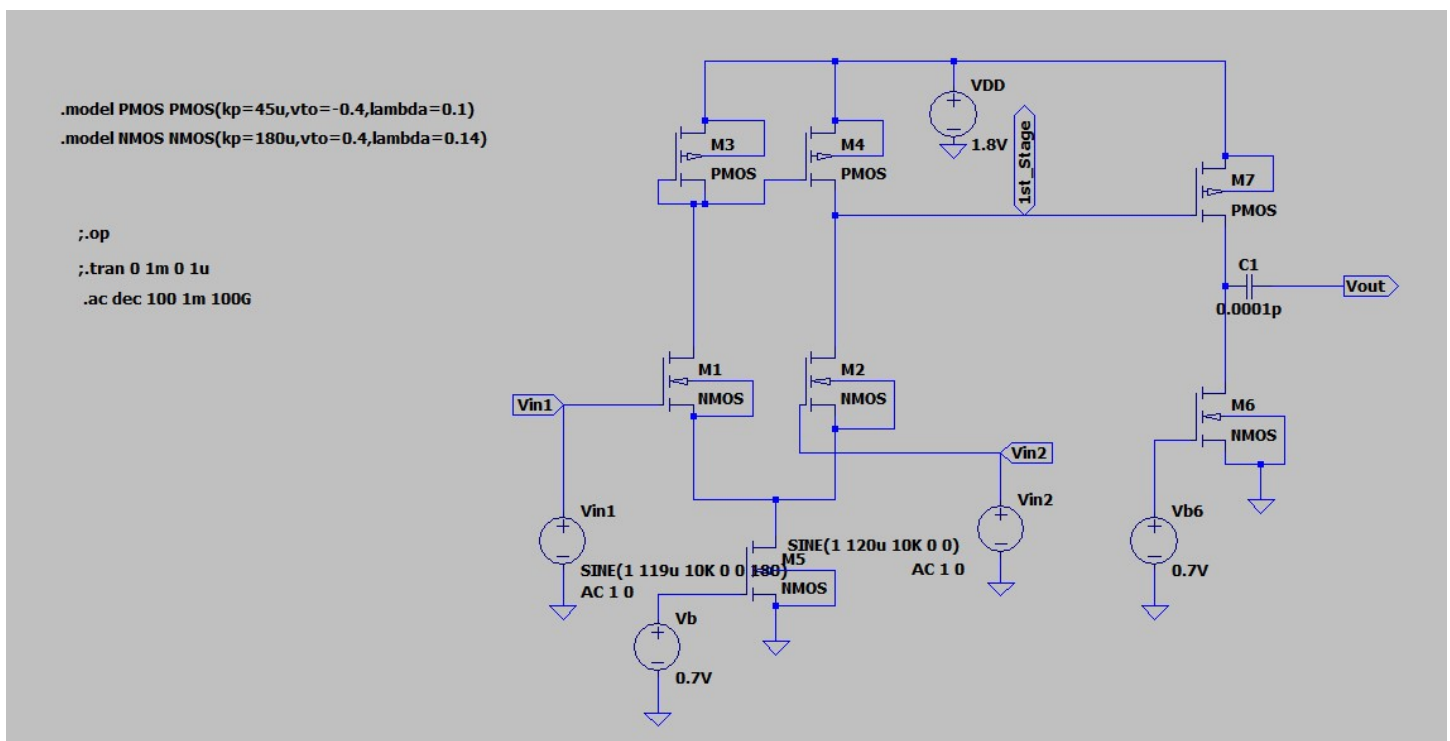 .model PMOS PMOS(kp=45u,vto=-0.4,lambda=0.1)
.model NMOS NMOS(kp=180u,vto=0.4,lambda=0.14)
;.op
;.tran 0 1m 0 1u
.ac dec 100 1m 100G
VDD
1.8V
1st_Stage
M3
PMOS
M4
PMOS
M7
PMOS
C1
0.0001p
Vout
M1
NMOS
M2
NMOS
M6
NMOS
Vin1
Vin2
Vin1
SINE(1 119u 10K 0 0 180)
AC 1 0
Vin2
SINE(1 120u 10K 0 0)
AC 1 0
M5
NMOS
Vb
0.7V
Vb6
0.7V